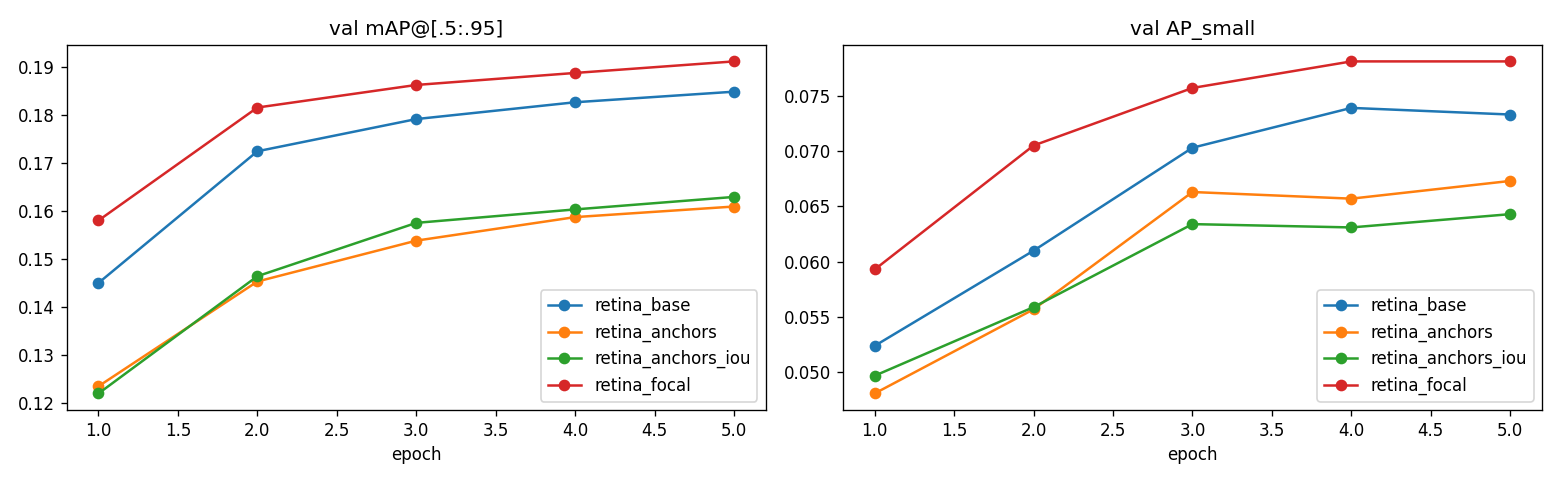 val mAP@[.5:.95]
0.19
0.18
0.17
0.16
0.15
0.14
0.13
0.12
1.0 1.5 2.0 2.5 3.0 3.5 4.0 4.5 5.0
epoch
retina_base
retina_anchors
retina_anchors_iou
retina_focal
val AP_small
0.075
0.070
0.065
0.060
0.055
0.050
1.0 1.5 2.0 2.5 3.0 3.5 4.0 4.5 5.0
epoch
retina_base
retina_anchors
retina_anchors_iou
retina_focal